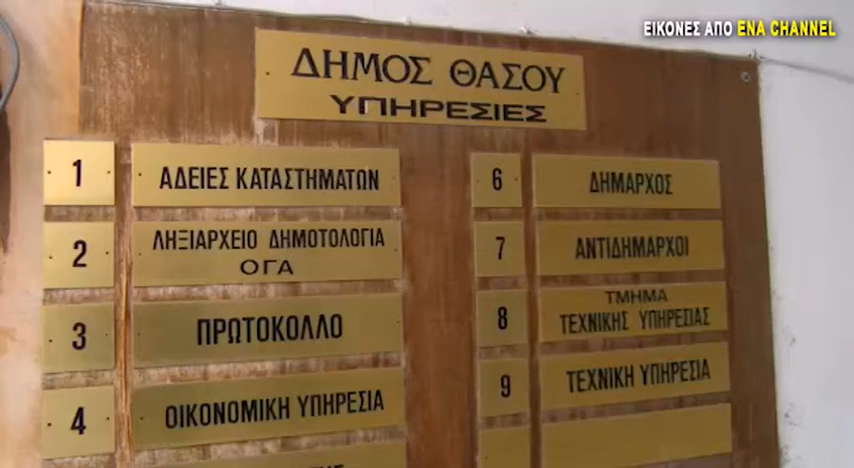 ΕΙΚΟΝΕΣ ΑΠΟ ΕΝΑ CHANNEL
ΔΗΜΟΣ ΘΑΣΟΥ
ΥΠΗΡΕΣΙΕΣ
1 ΑΔΕΙΕΣ ΚΑΤΑΣΤΗΜΑΤΩΝ
2 ΛΗΞΙΑΡΧΕΙΟ ΔΗΜΟΤΟΛΟΓΙΑ
ΟΓΑ
3 ΠΡΩΤΟΚΟΛΛΟ
4 ΟΙΚΟΝΟΜΙΚΗ ΥΠΗΡΕΣΙΑ
6 ΔΗΜΑΡΧΟΣ
7 ΑΝΤΙΔΗΜΑΡΧΟΙ
8 ΤΜΗΜΑ
ΤΕΧΝΙΚΗΣ ΥΠΗΡΕΣΙΑΣ
9 ΤΕΧΝΙΚΗ ΥΠΗΡΕΣΙΑ